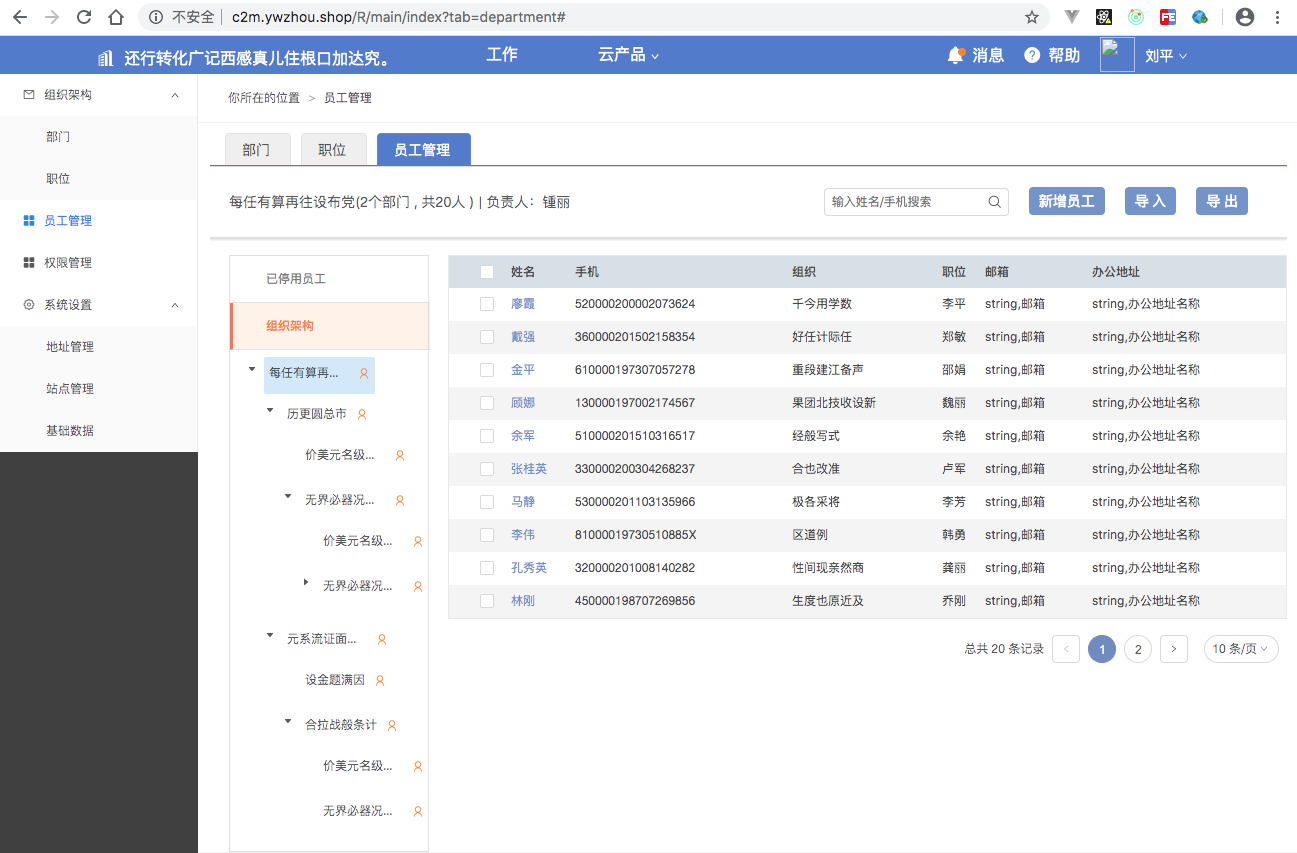 不安全 c2m.ywzhou.shop/R/main/index?tab=department#
还行转化广记西感真儿住根口加达究。 工作 云产品 消息 帮助 刘平
组织架构
部门
职位
员工管理
权限管理
系统设置
地址管理
站点管理
基础数据
你所在的位置 > 员工管理
部门 职位 员工管理
每任有算再往设布党(2个部门 , 共20人 ) | 负责人: 锺丽
输入姓名/手机搜索 新增员工 导 入 导 出
已停用员工
组织架构
每任有算再...
历更圆总市
价美元名级...
无界必器况...
价美元名级...
无界必器况...
元系流证面...
设金题满因
合拉战般条计
价美元名级...
无界必器况...
姓名 手机 组织 职位 邮箱 办公地址
廖霞 520000200002073624 千今用学数 李平 string,邮箱 string,办公地址名称
戴强 360000201502158354 好任计际任 郑敏 string,邮箱 string,办公地址名称
金平 610000197307057278 重段建江备声 邵娟 string,邮箱 string,办公地址名称
顾娜 130000197002174567 果团北技收设新 魏丽 string,邮箱 string,办公地址名称
余军 510000201510316517 经般写式 余艳 string,邮箱 string,办公地址名称
张桂英 330000200304268237 合也改准 卢军 string,邮箱 string,办公地址名称
马静 530000201103135966 极各采将 李芳 string,邮箱 string,办公地址名称
李伟 81000019730510885X 区道例 韩勇 string,邮箱 string,办公地址名称
孔秀英 320000201008140282 性间现亲然商 龚丽 string,邮箱 string,办公地址名称
林刚 450000198707269856 生度也原近及 乔刚 string,邮箱 string,办公地址名称
总共 20 条记录 < 1 2 > 10 条/页